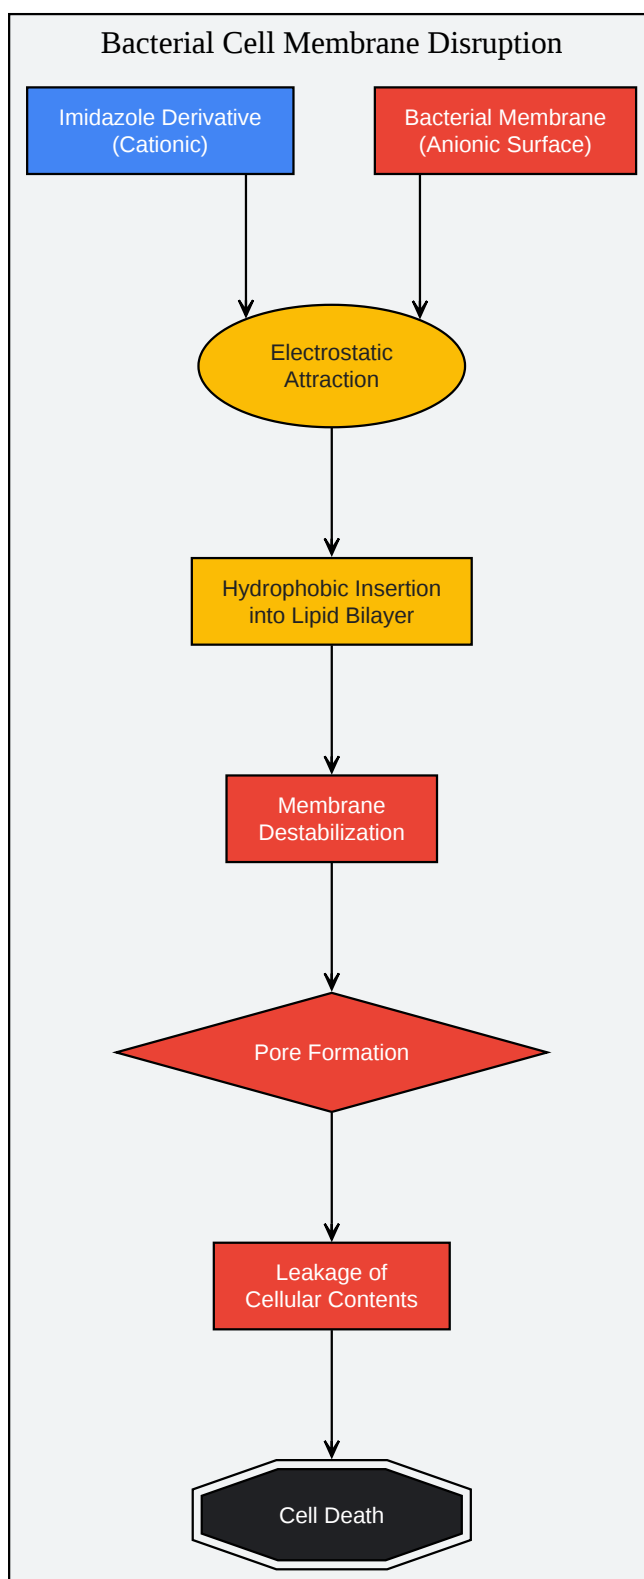 Bacterial Cell Membrane Disruption
Imidazole Derivative
(Cationic)
Bacterial Membrane
(Anionic Surface)
Electrostatic
Attraction
Hydrophobic Insertion
into Lipid Bilayer
Membrane
Destabilization
Pore Formation
Leakage of
Cellular Contents
Cell Death